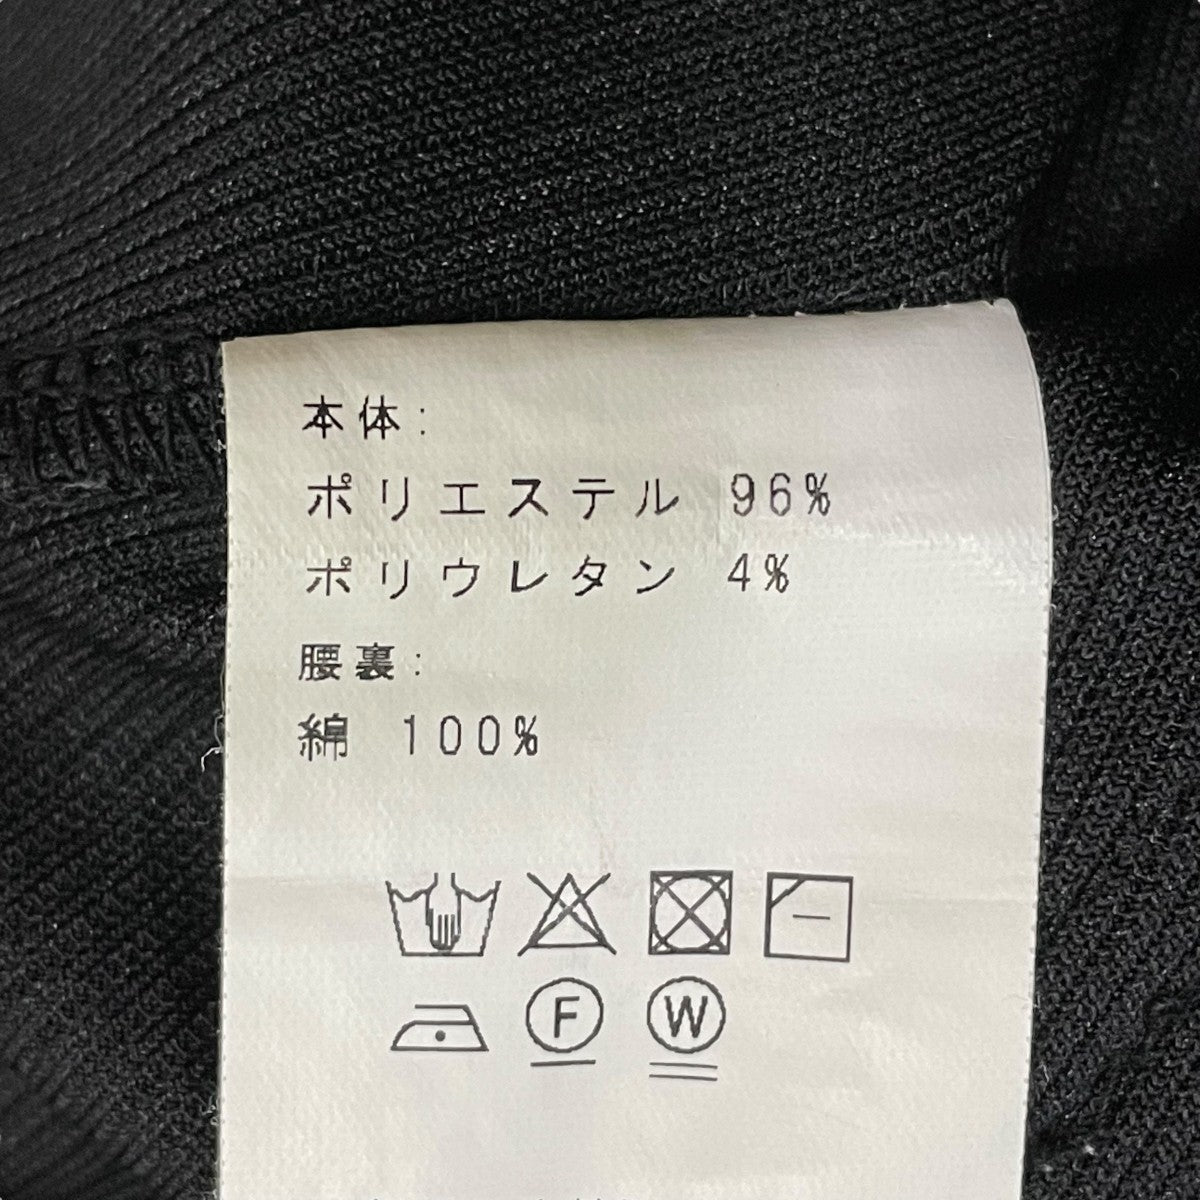 本体:
ポリエステル 96%
ポリウレタン 4%
腰裏:
綿 100%
F W